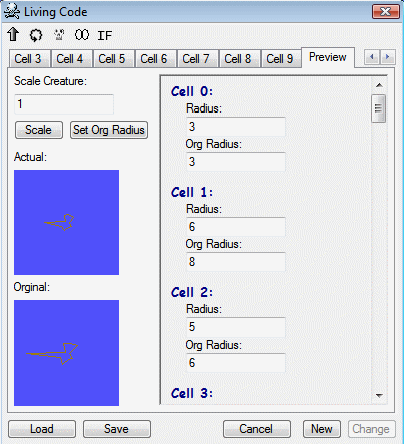 Living Code
IF
Cell 3 Cell 4 Cell 5 Cell 6 Cell 7 Cell 8 Cell 9 Preview
Scale Creature:
1
Scale Set Org Radius
Actual:
Orginal:
Cell 0:
Radius:
3
Org Radius:
3
Cell 1:
Radius:
6
Org Radius:
8
Cell 2:
Radius:
5
Org Radius:
6
Cell 3:
Load Save Cancel New Change